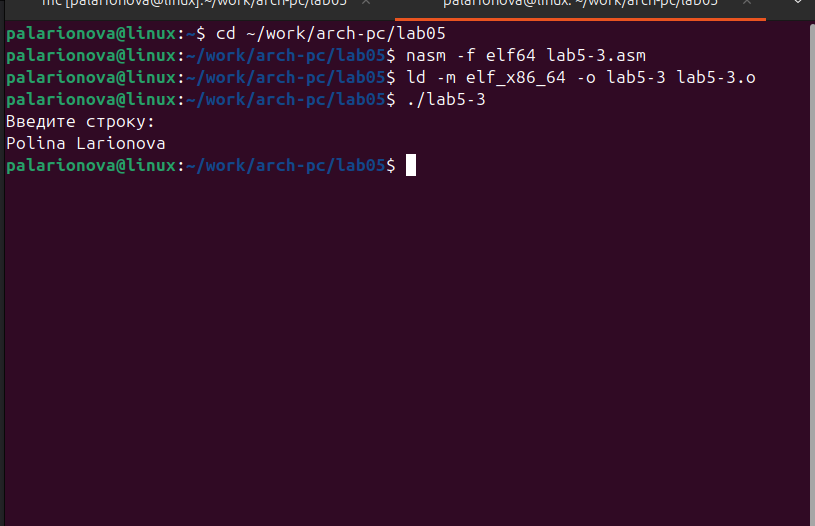 mc [palarionova@linux]:~/work/arch-pc/lab05
palarionova@linux: ~/work/arch-pc/lab05
palarionova@linux:~$ cd ~/work/arch-pc/lab05
palarionova@linux:~/work/arch-pc/lab05$ nasm -f elf64 lab5-3.asm
palarionova@linux:~/work/arch-pc/lab05$ ld -m elf_x86_64 -o lab5-3 lab5-3.o
palarionova@linux:~/work/arch-pc/lab05$ ./lab5-3
Введите строку:
Polina Larionova
palarionova@linux:~/work/arch-pc/lab05$